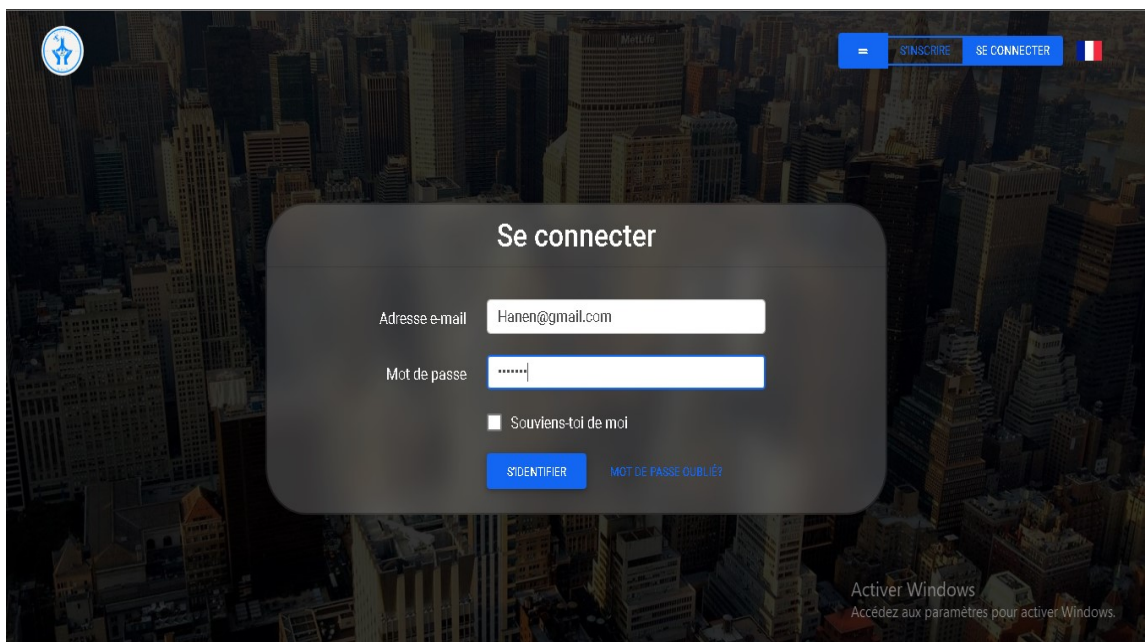 MetLife
S'INSCRIRE
SE CONNECTER
Se connecter
Adresse e-mail
Hanen@gmail.com
Mot de passe
•••••••
Souviens-toi de moi
S'IDENTIFIER
MOT DE PASSE OUBLIÉ?
Activer Windows
Accédez aux paramètres pour activer Windows.